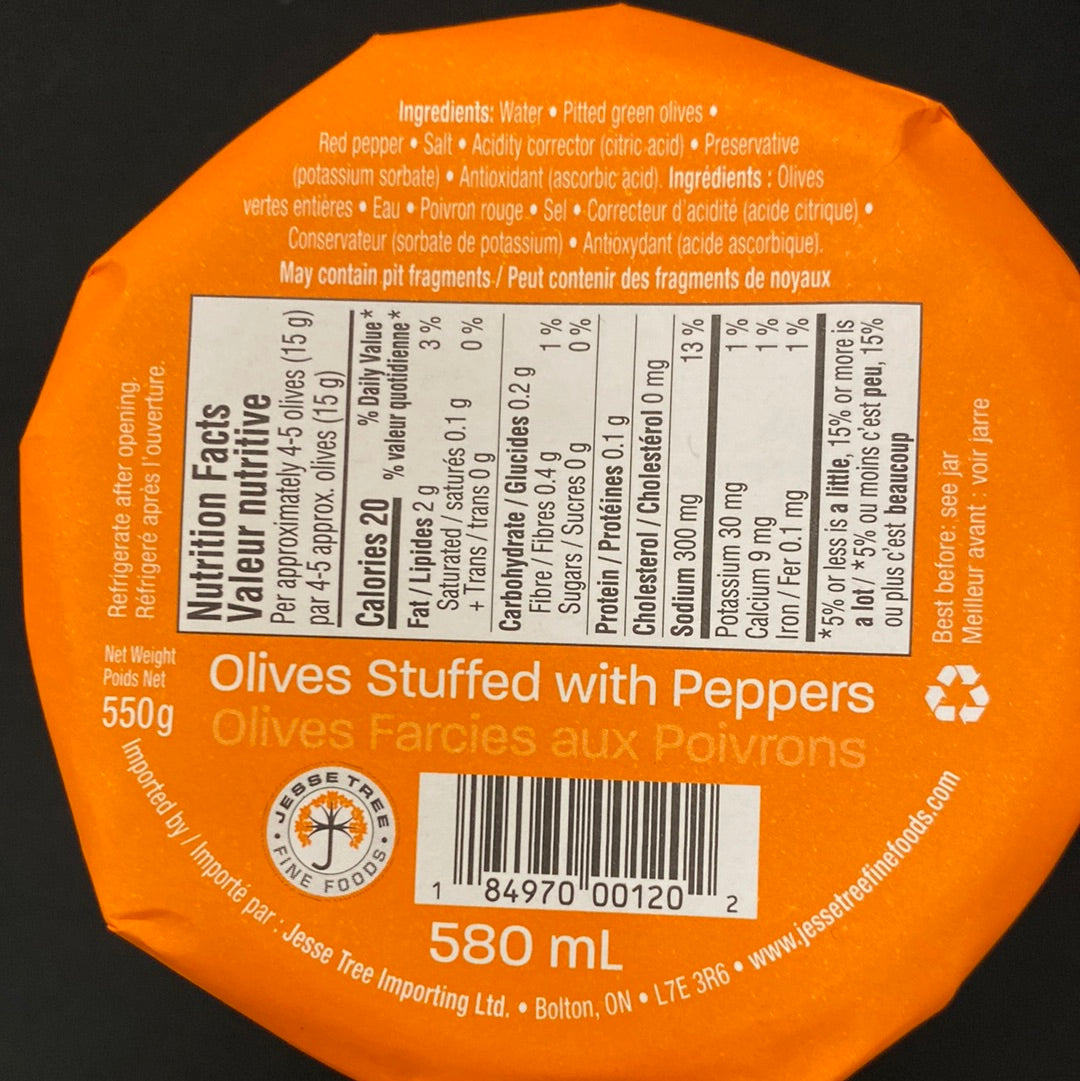 Ingredients: Water • Pitted green olives •
Red pepper • Salt • Acidity corrector (citric acid) • Preservative
(potassium sorbate) • Antioxidant (ascorbic acid). Ingrédients : Olives
vertes entières • Eau • Poivron rouge • Sel • Correcteur d'acidité (acide citrique) •
Conservateur (sorbate de potassium) • Antioxydant (acide ascorbique).
May contain pit fragments / Peut contenir des fragments de noyaux
Refrigerate after opening.
Réfrigeré après l'ouverture.
Nutrition Facts
Valeur nutritive
Per approximately 4-5 olives (15 g)
par 4-5 approx. olives (15 g)
% Daily Value*
Calories 20 % valeur quotidienne*
Fat / Lipides 2 g 3 %
Saturated / saturés 0.1 g
+ Trans / trans 0 g 0 %
Carbohydrate / Glucides 0.2 g
Fibre / Fibres 0.4 g 1 %
Sugars / Sucres 0 g 0 %
Protein / Protéines 0.1 g
Cholesterol / Cholestérol 0 mg
Sodium 300 mg 13 %
Potassium 30 mg 1 %
Calcium 9 mg 1 %
Iron / Fer 0.1 mg 1 %
*5% or less is a little, 15% or more is
a lot / *5% ou moins c'est peu, 15%
ou plus c'est beaucoup
Best before: see jar
Meilleur avant : voir jarre
Net Weight
Poids Net
550g
Olives Stuffed with Peppers
Olives Farcies aux Poivrons
JESSE TREE
• FINE FOODS •
1 84970 00120 2
580 mL
Imported by / Importé par : Jesse Tree Importing Ltd. • Bolton, ON • L7E 3R6 • www.jessetreefinefoods.com